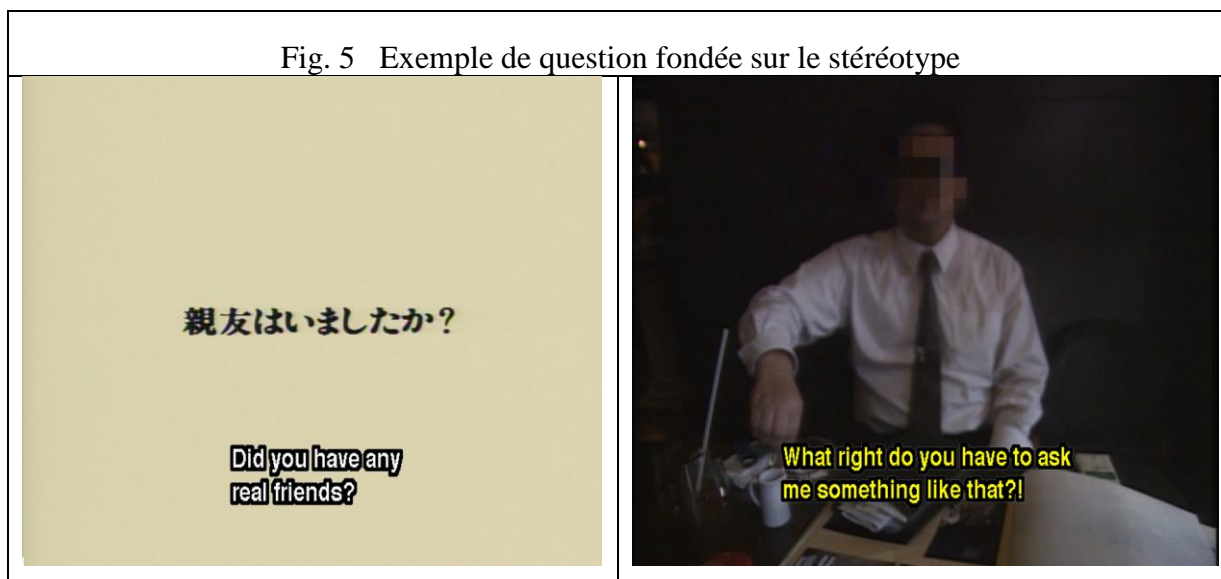 Fig. 5 Exemple de question fondée sur le stéréotype
親友はいましたか？
Did you have any
real friends?
What right do you have to ask
me something like that?!